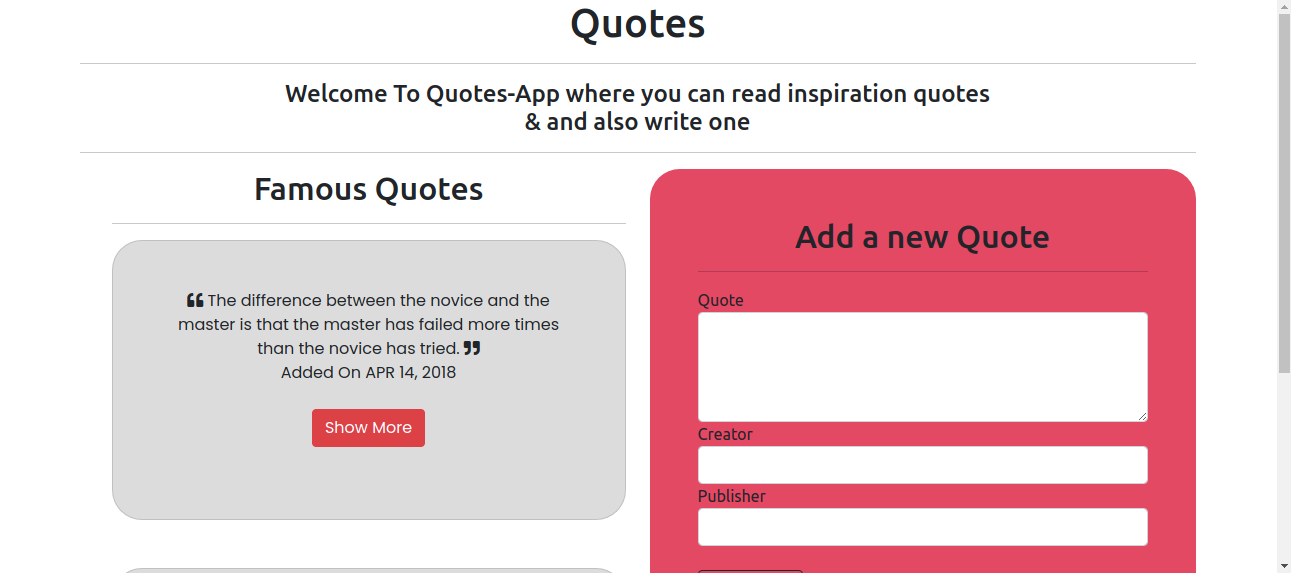 Quotes
Welcome To Quotes-App where you can read inspiration quotes
& and also write one
Famous Quotes
❝ The difference between the novice and the
master is that the master has failed more times
than the novice has tried. ❞
Added On APR 14, 2018
Show More
Add a new Quote
Quote
Creator
Publisher